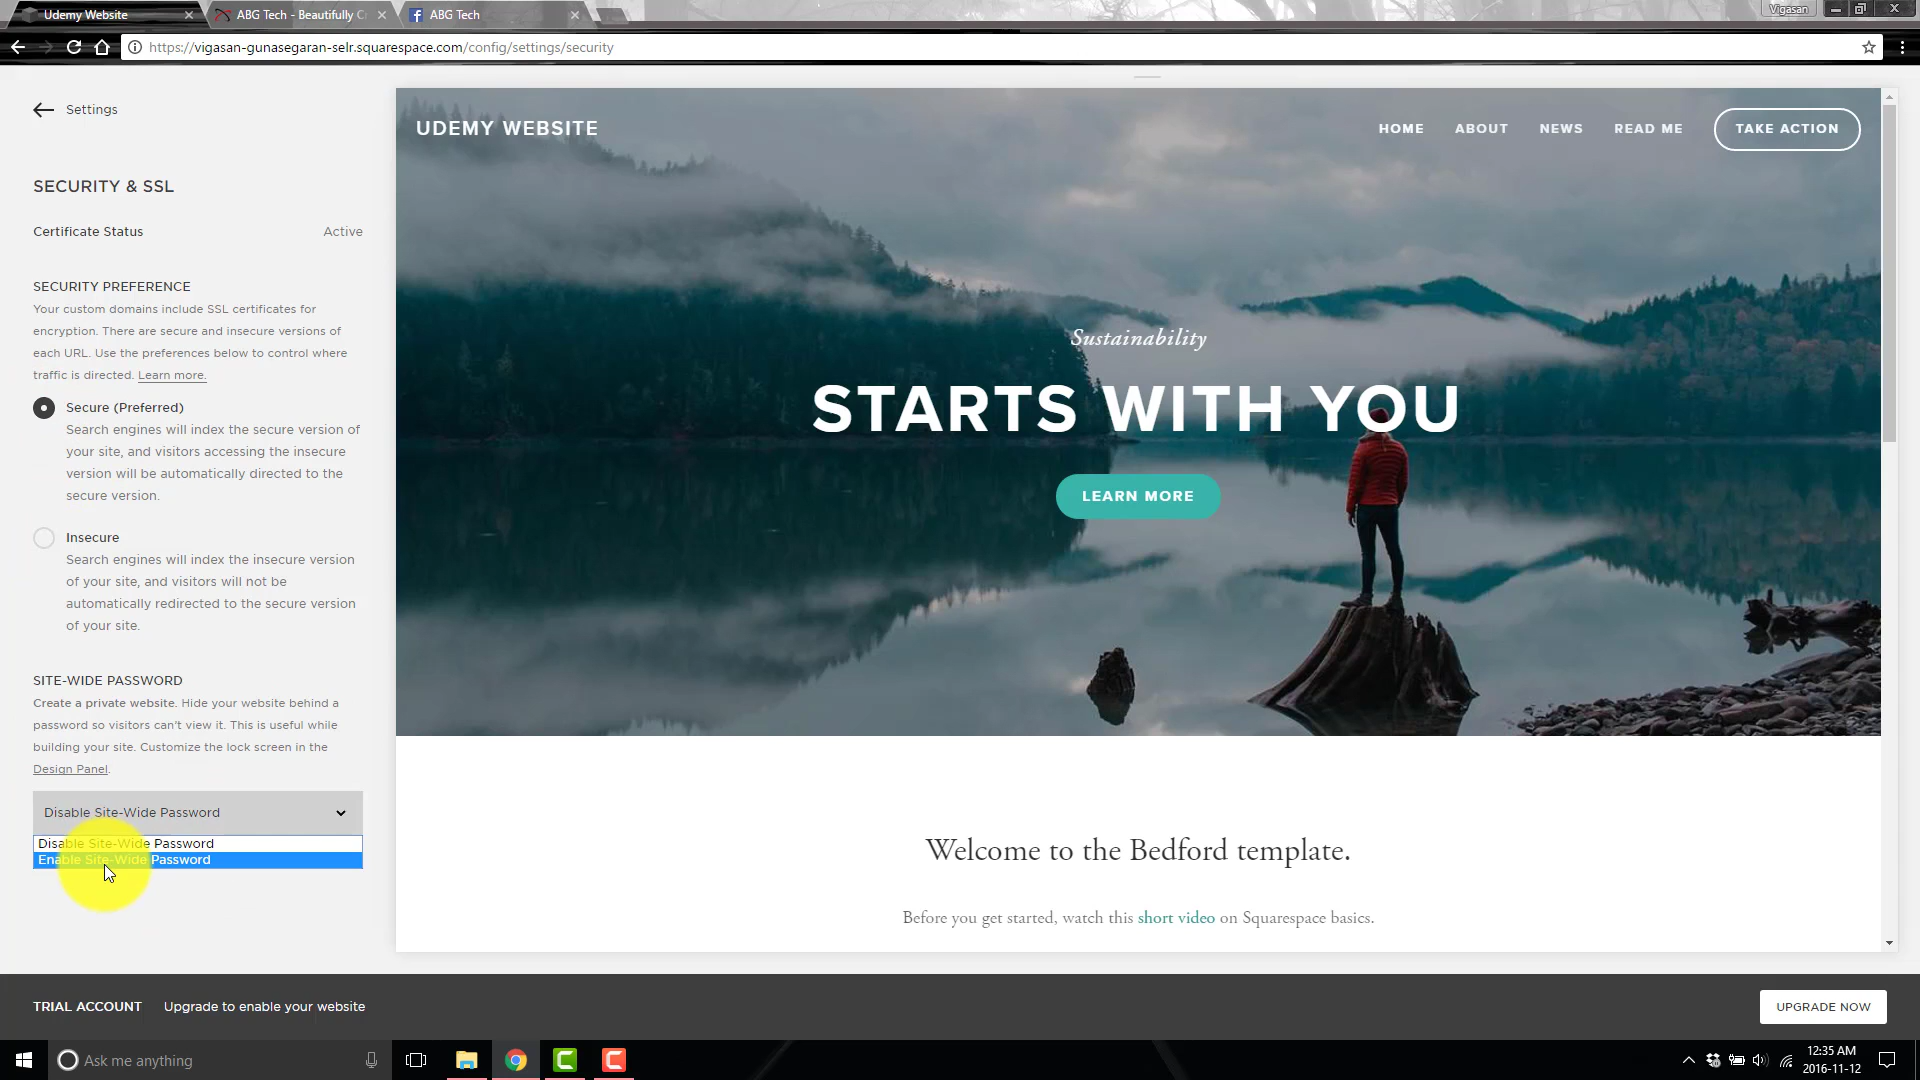 Udemy Website
ABG Tech - Beautifully C
ABG Tech
Vigasan
https://vigasan-gunasegaran-selr.squarespace.com/config/settings/security
Settings
SECURITY & SSL
Certificate Status
Active
SECURITY PREFERENCE
Your custom domains include SSL certificates for
encryption. There are secure and insecure versions of
each URL. Use the preferences below to control where
traffic is directed. Learn more.
Secure (Preferred)
Search engines will index the secure version of
your site, and visitors accessing the insecure
version will be automatically directed to the
secure version.
Insecure
Search engines will index the insecure version
of your site, and visitors will not be
automatically redirected to the secure version
of your site.
SITE-WIDE PASSWORD
Create a private website. Hide your website behind a
password so visitors can't view it. This is useful while
building your site. Customize the lock screen in the
Design Panel.
Disable Site-Wide Password
Disable Site-Wide Password
Enable Site-Wide Password
UDEMY WEBSITE
HOME ABOUT NEWS READ ME TAKE ACTION
Sustainability
STARTS WITH YOU
LEARN MORE
Welcome to the Bedford template.
Before you get started, watch this short video on Squarespace basics.
TRIAL ACCOUNT Upgrade to enable your website
UPGRADE NOW
Ask me anything
12:35 AM
2016-11-12